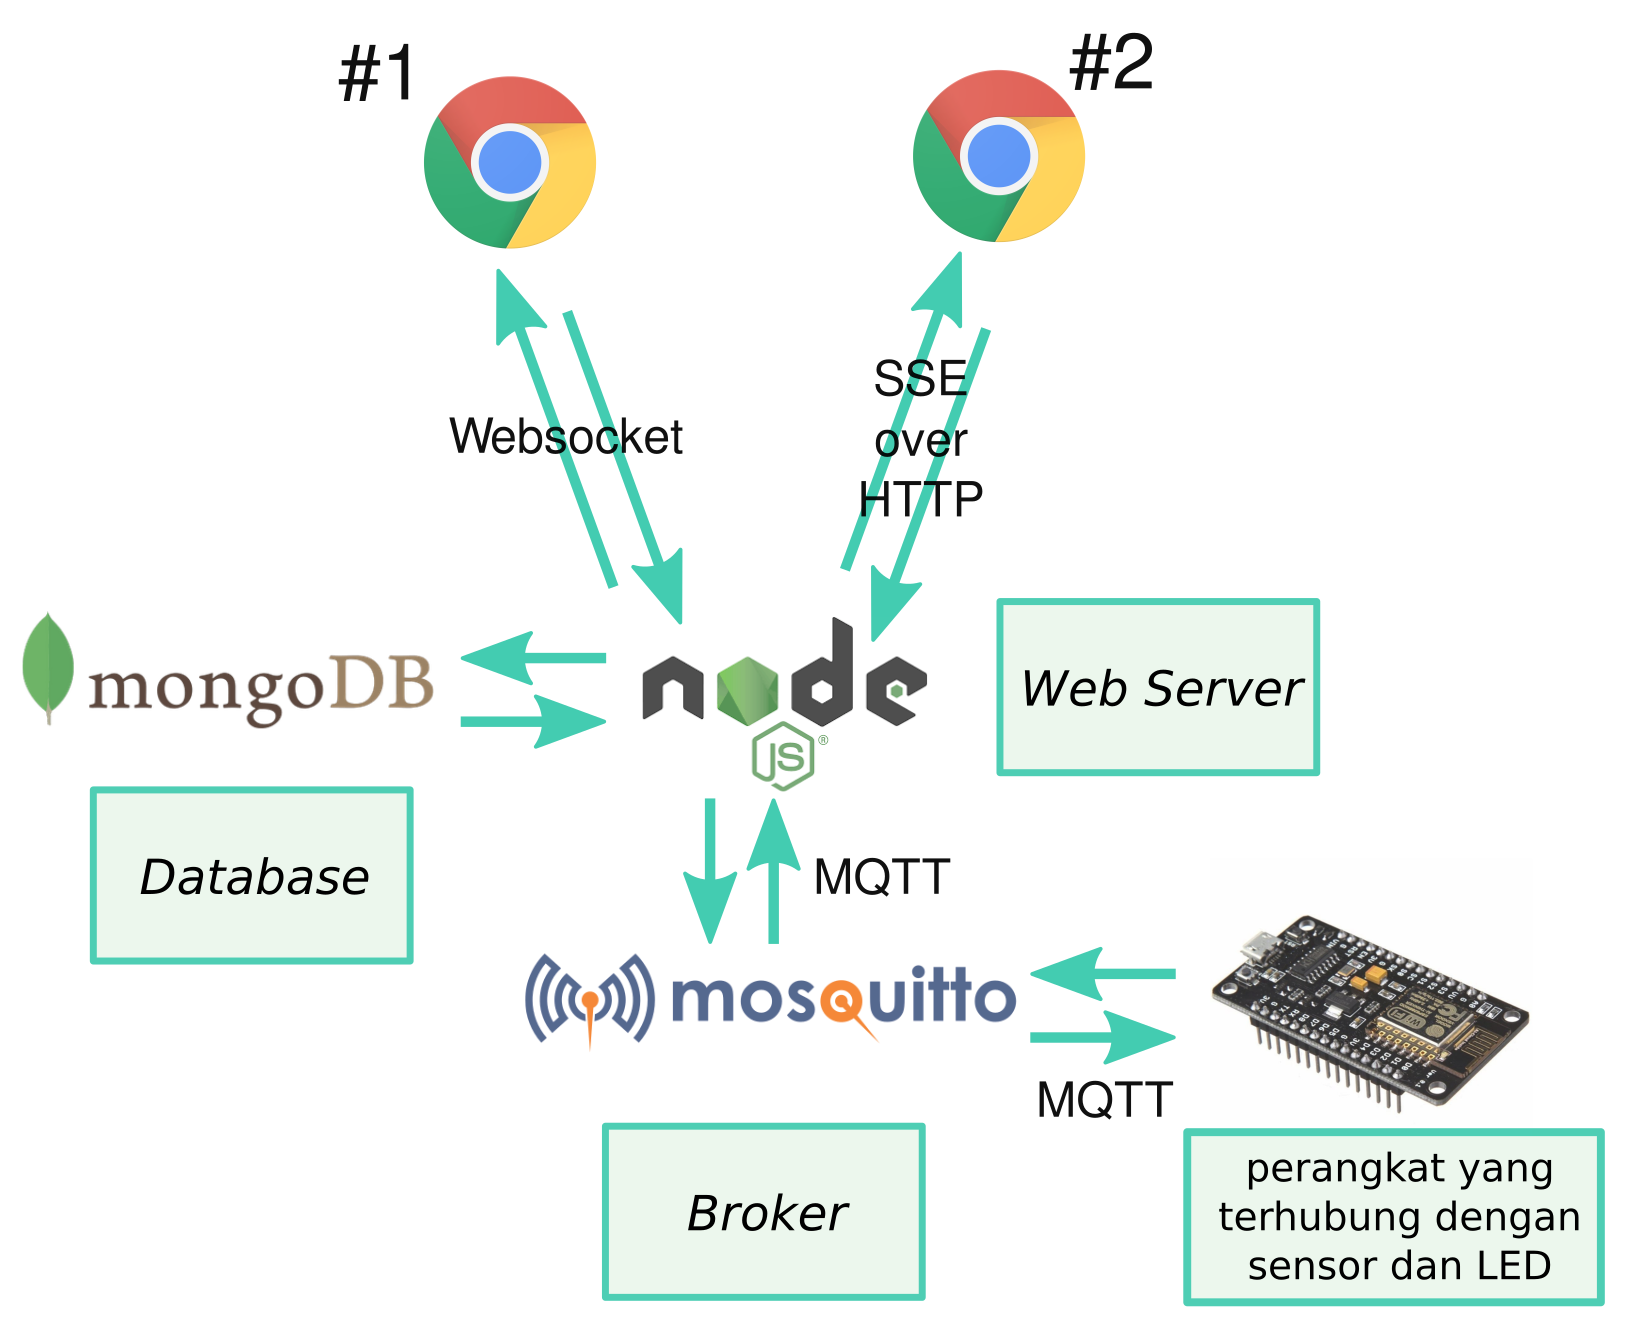 #1
#2
Websocket
SSE
over
HTTP
mongoDB
node
JS®
Web Server
Database
MQTT
mosquitto
MQTT
Broker
perangkat yang
terhubung dengan
sensor dan LED